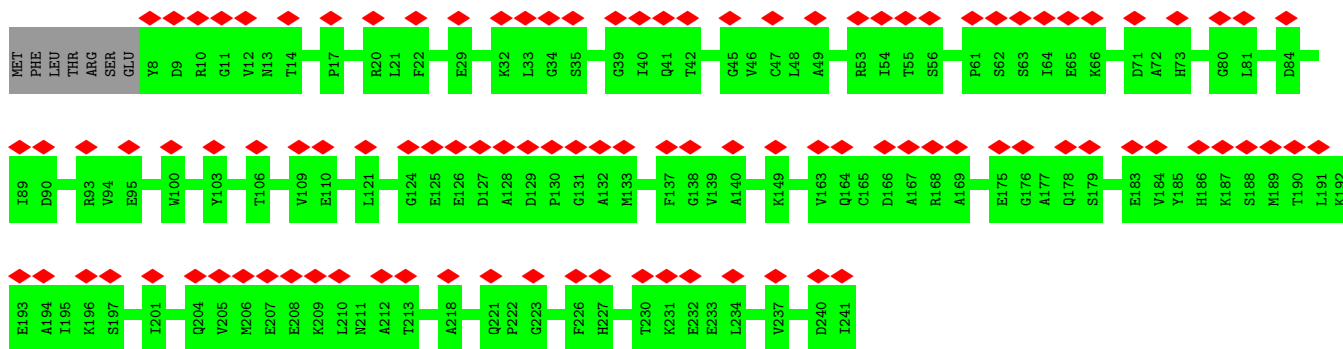 MET PHE LEU THR ARG SER GLU Y8 D9 R10 G11 V12 N13 T14 P17 R20 L21 F22 E29 K32 L33 G34 S35 G39 I40 Q41 T42 G45 V46 C47 L48 A49 R53 I54 T55 S56 P61 S62 S63 I64 E65 K66 D71 A72 H73 G80 L81 D84
I89 D90 R93 V94 E95 W100 Y103 T106 V109 E110 L121 G124 E125 E126 D127 A128 D129 P130 G131 A132 M133 F137 G138 V139 A140 K149 V163 Q164 C165 D166 A167 R168 A169 E175 G176 A177 Q178 S179 E183 V184 Y185 H186 K187 S188 M189 T190 L191 K192
E193 A194 I195 K196 S197 I201 Q204 V205 M206 E207 E208 K209 L210 N211 A212 T213 A218 Q221 P222 G223 F226 H227 T230 K231 E232 E233 L234 V237 D240 I241